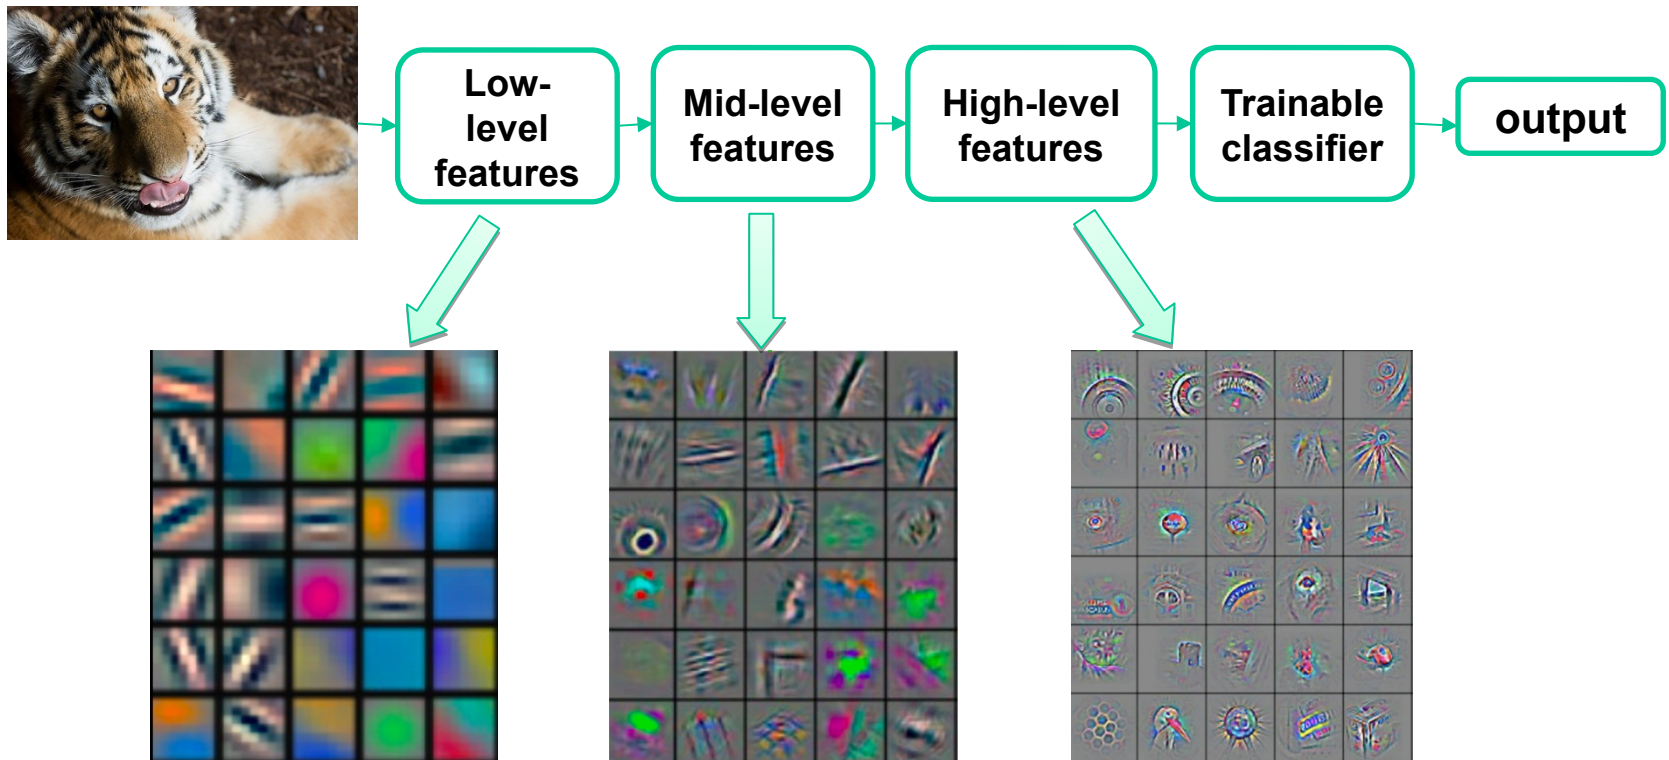 Low-
level
features
Mid-level
features
High-level
features
Trainable
classifier
output